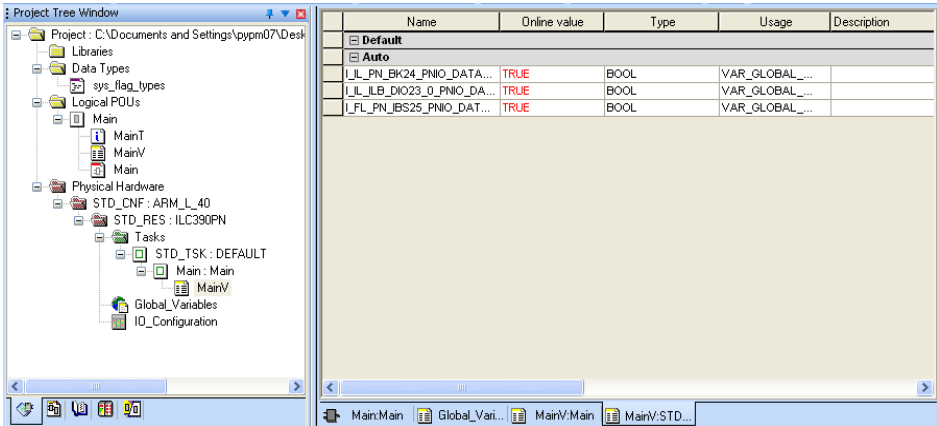 Project Tree Window
Project : C:\Documents and Settings\pypm07\Desk
Libraries
Data Types
sys_flag_types
Logical POUs
Main
MainT
MainV
Main
Physical Hardware
STD_CNF : ARM_L_40
STD_RES : ILC390PN
Tasks
STD_TSK : DEFAULT
Main : Main
MainV
Global_Variables
IO_Configuration
Name Online value Type Usage Description
Default
Auto
I_IL_PN_BK24_PNIO_DATA... TRUE BOOL VAR_GLOBAL_...
I_IL_ILB_DIO23_0_PNIO_DA... TRUE BOOL VAR_GLOBAL_...
I_FL_PN_IBS25_PNIO_DAT... TRUE BOOL VAR_GLOBAL_...
Main:Main Global_Vari... MainV:Main MainV:STD...